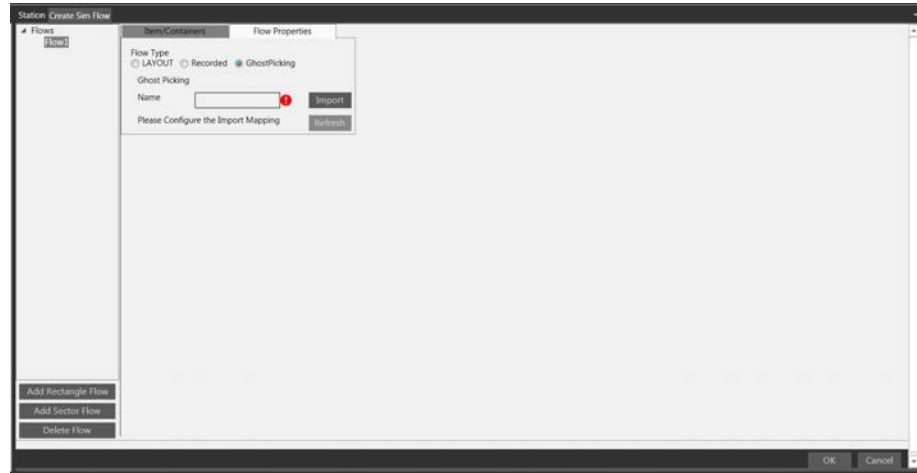 Station Create Sim Flow
Flows
Flow1
Item/Containers Flow Properties
Flow Type
LAYOUT Recorded GhostPicking
Ghost Picking
Name Import
Please Configure the Import Mapping Refresh
Add Rectangle Flow
Add Sector Flow
Delete Flow
OK Cancel